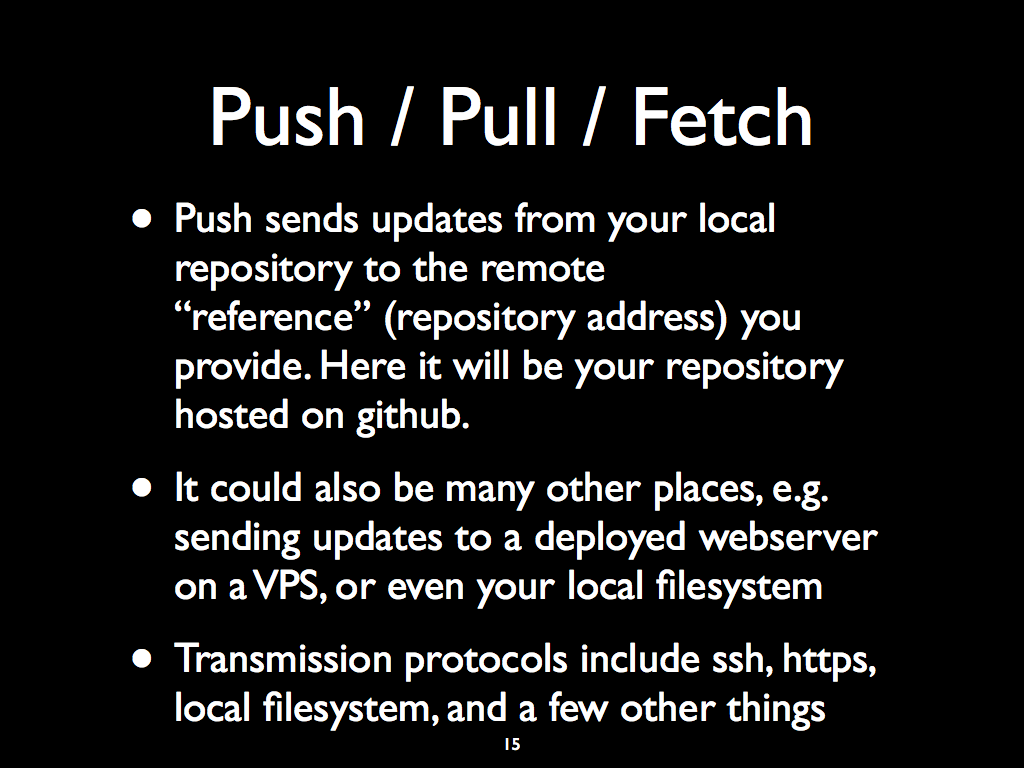 Push / Pull / Fetch
• Push sends updates from your local
repository to the remote
“reference” (repository address) you
provide. Here it will be your repository
hosted on github.
• It could also be many other places, e.g.
sending updates to a deployed webserver
on a VPS, or even your local filesystem
• Transmission protocols include ssh, https,
local filesystem, and a few other things
15